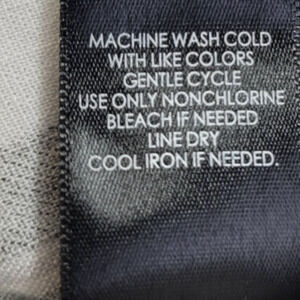 MACHINE WASH COLD
WITH LIKE COLORS
GENTLE CYCLE
USE ONLY NONCHLORINE
BLEACH IF NEEDED
LINE DRY
COOL IRON IF NEEDED.